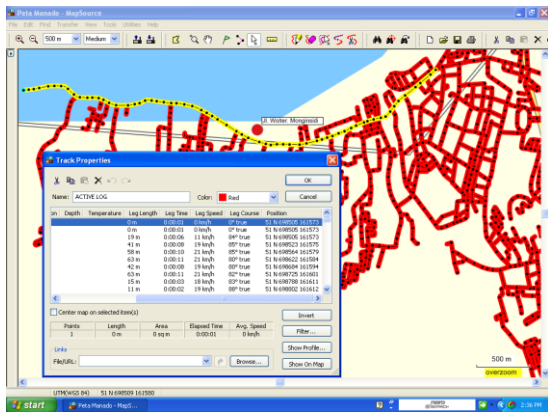 Peta Manado - MapSource
File Edit Find Transfer View Tools Utilities Help
500 m Medium
Jl. Wolter. Monginsidi
Track Properties
OK
Name: ACTIVE LOG Color: Red Cancel
on Depth Temperature Leg Length Leg Time Leg Speed Leg Course Position
0 m 0:00:01 0 km/h 0° true 51 N 698505 161573
0 m 0:00:01 0 km/h 0° true 51 N 698505 161573
19 m 0:00:06 11 km/h 84° true 51 N 698505 161573
41 m 0:00:08 19 km/h 85° true 51 N 698523 161575
58 m 0:00:10 21 km/h 85° true 51 N 698564 161579
63 m 0:00:11 21 km/h 80° true 51 N 698622 161584
42 m 0:00:08 19 km/h 80° true 51 N 698684 161594
63 m 0:00:11 21 km/h 82° true 51 N 698725 161601
15 m 0:00:03 18 km/h 83° true 51 N 698788 161611
11 m 0:00:02 19 km/h 82° true 51 N 698802 161612
Center map on selected item(s) Invert
Points Length Area Elapsed Time Avg. Speed
1 0 m 0 sq m 0:00:01 0 km/h
Filter...
Show Profile...
Links
File/URL: Browse... Show On Map
500 m
overzoom
UTM(WGS 84) 51 N 698509 161580
start Peta Manado - MapS... 2:36 PM